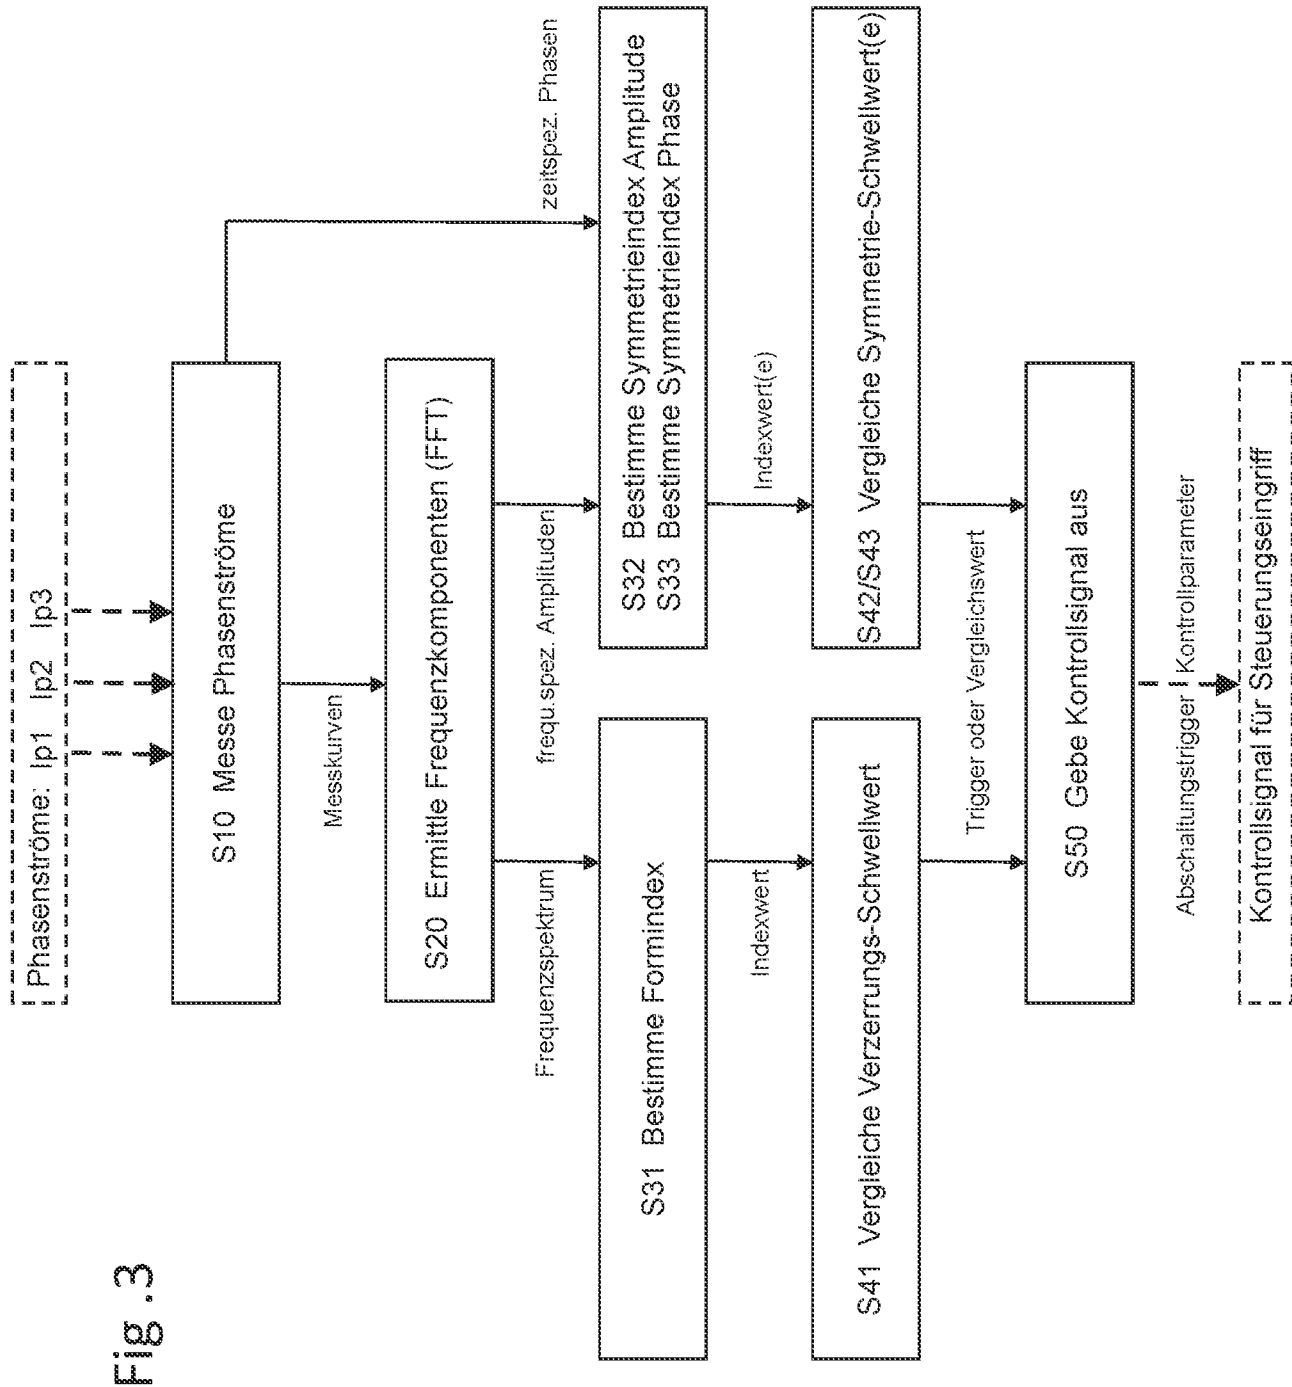 Fig .3
Phasenströme: Ip1 Ip2 Ip3
S10 Messe Phasenströme
Messkurven
S20 Ermittle Frequenzkomponenten (FFT)
Frequenzspektrum
frequ.spez. Amplituden
zeitspez. Phasen
S31 Bestimme Formindex
S32 Bestimme Symmetrieindex Amplitude
S33 Bestimme Symmetrieindex Phase
Indexwert
Indexwert(e)
S41 Vergleiche Verzerrungs-Schwellwert
S42/S43 Vergleiche Symmetrie-Schwellwert(e)
Trigger oder Vergleichswert
S50 Gebe Kontrollsignal aus
Abschaltungstrigger
Kontrollparameter
Kontrollsignal für Steuerungseingriff